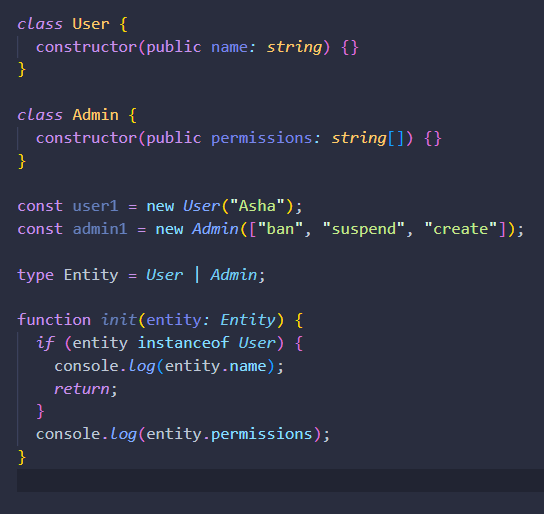 class User {
  constructor(public name: string) {}
}

class Admin {
  constructor(public permissions: string[]) {}
}

const user1 = new User("Asha");
const admin1 = new Admin(["ban", "suspend", "create"]);

type Entity = User | Admin;

function init(entity: Entity) {
  if (entity instanceof User) {
    console.log(entity.name);
    return;
  }
  console.log(entity.permissions);
}